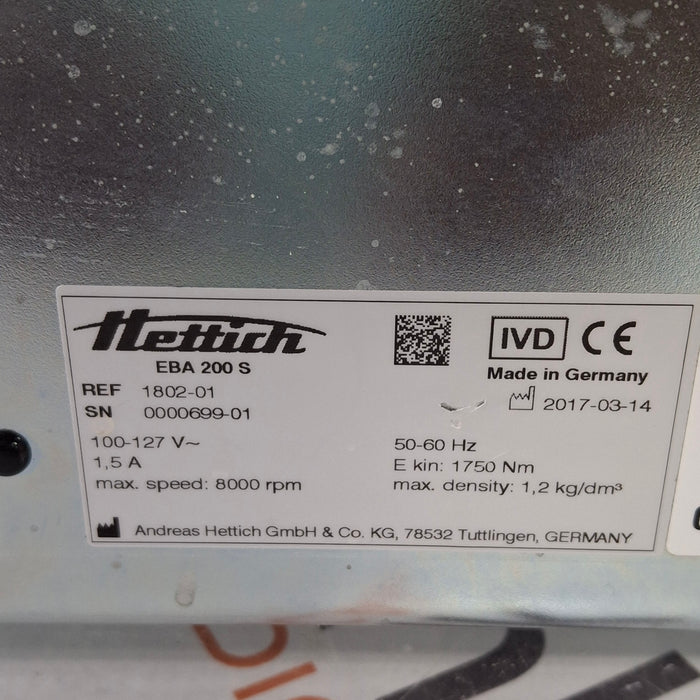 Hettich
EBA 200 S
IVD CE
Made in Germany
2017-03-14
REF 1802-01
SN 0000699-01
100-127 V~
50-60 Hz
1,5 A
E kin: 1750 Nm
max. speed: 8000 rpm
max. density: 1,2 kg/dm³
Andreas Hettich GmbH & Co. KG, 78532 Tuttlingen, GERMANY